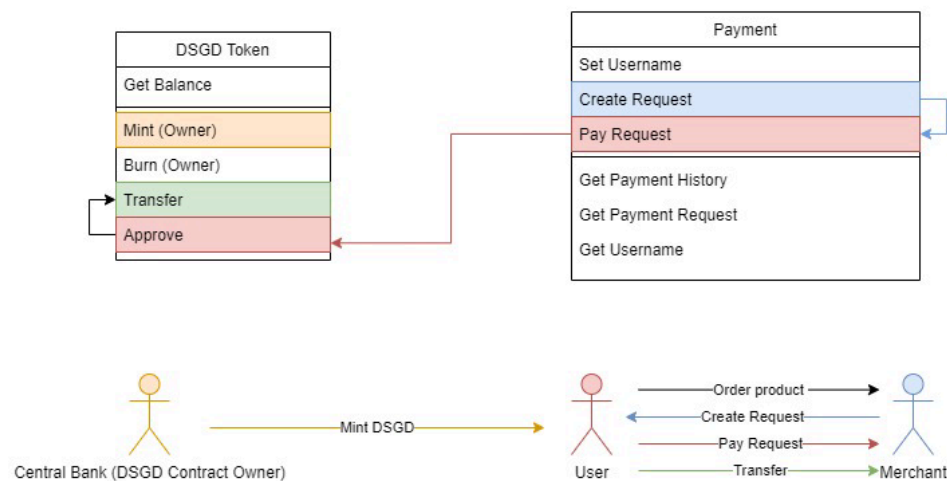 DSGD Token
Get Balance
Mint (Owner)
Burn (Owner)
Transfer
Approve
Payment
Set Username
Create Request
Pay Request
Get Payment History
Get Payment Request
Get Username
Mint DSGD
Order product
Create Request
Pay Request
Transfer
Central Bank (DSGD Contract Owner)
User
Merchant